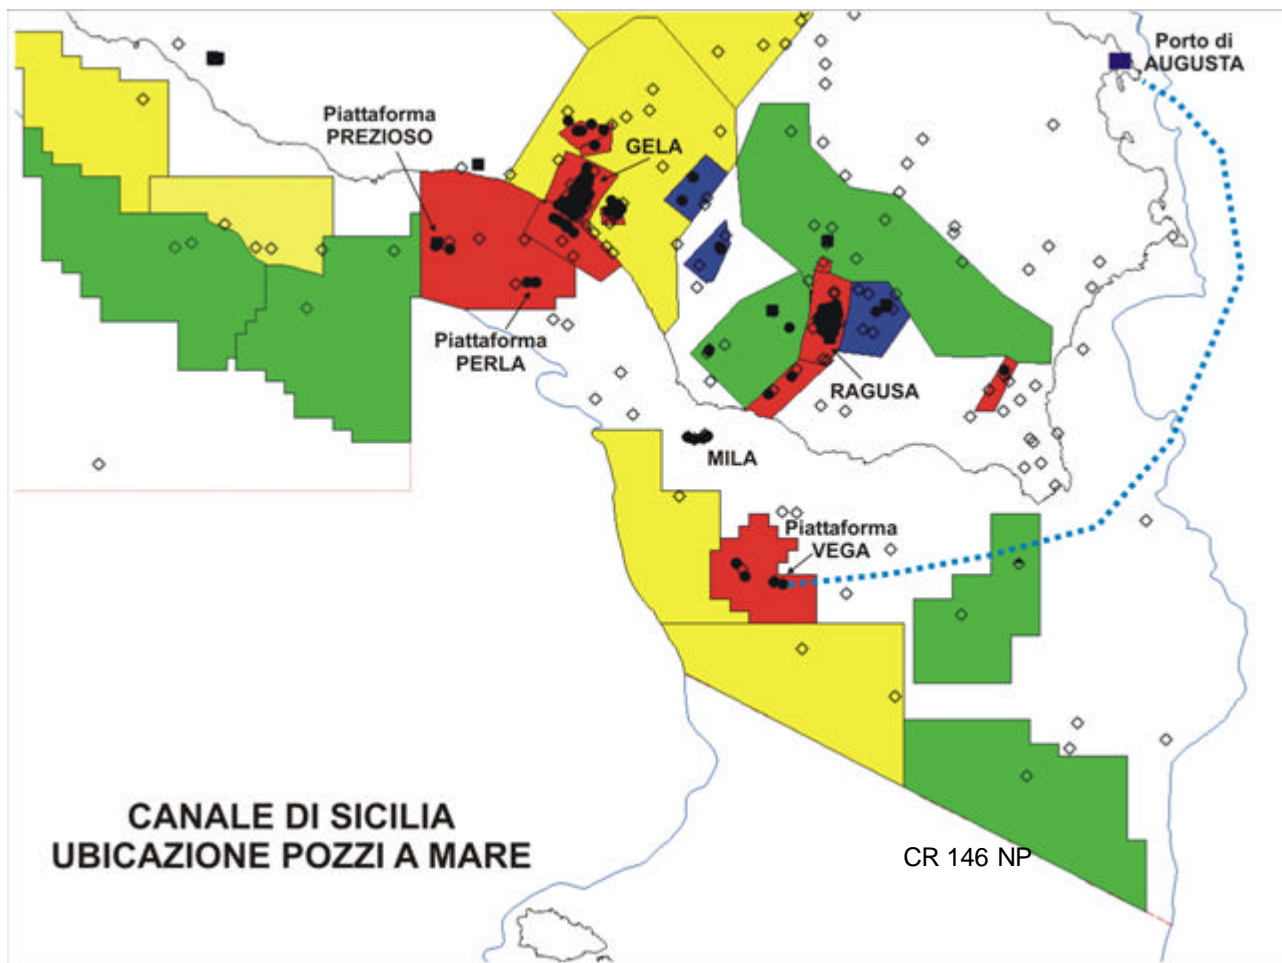 Porto di
AUGUSTA
Piattaforma
PREZIOSO
GELA
Piattaforma
PERLA
RAGUSA
MILA
Piattaforma
VEGA
CANALE DI SICILIA
UBICAZIONE POZZI A MARE
CR 146 NP